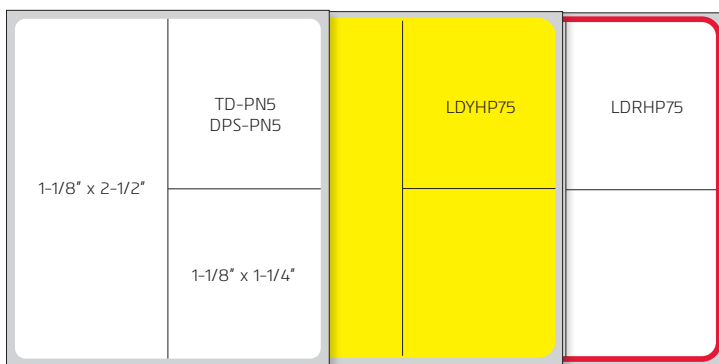 1-1/8" x 2-1/2"
TD-PN5
DPS-PN5
1-1/8" x 1-1/4"
LDYHP75
LDRHP75